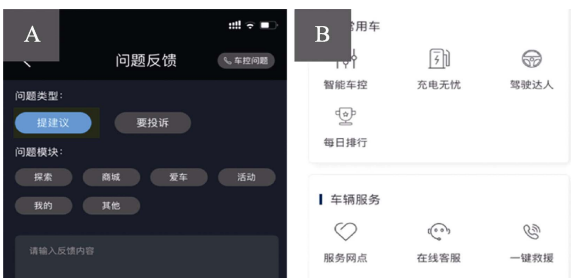 A
问题反馈
车控问题
问题类型:
提建议
要投诉
问题模块:
探索
商城
爱车
活动
我的
其他
请输入反馈内容
B
常用车
智能车控
充电无忧
驾驶达人
每日排行
车辆服务
服务网点
在线客服
一键救援